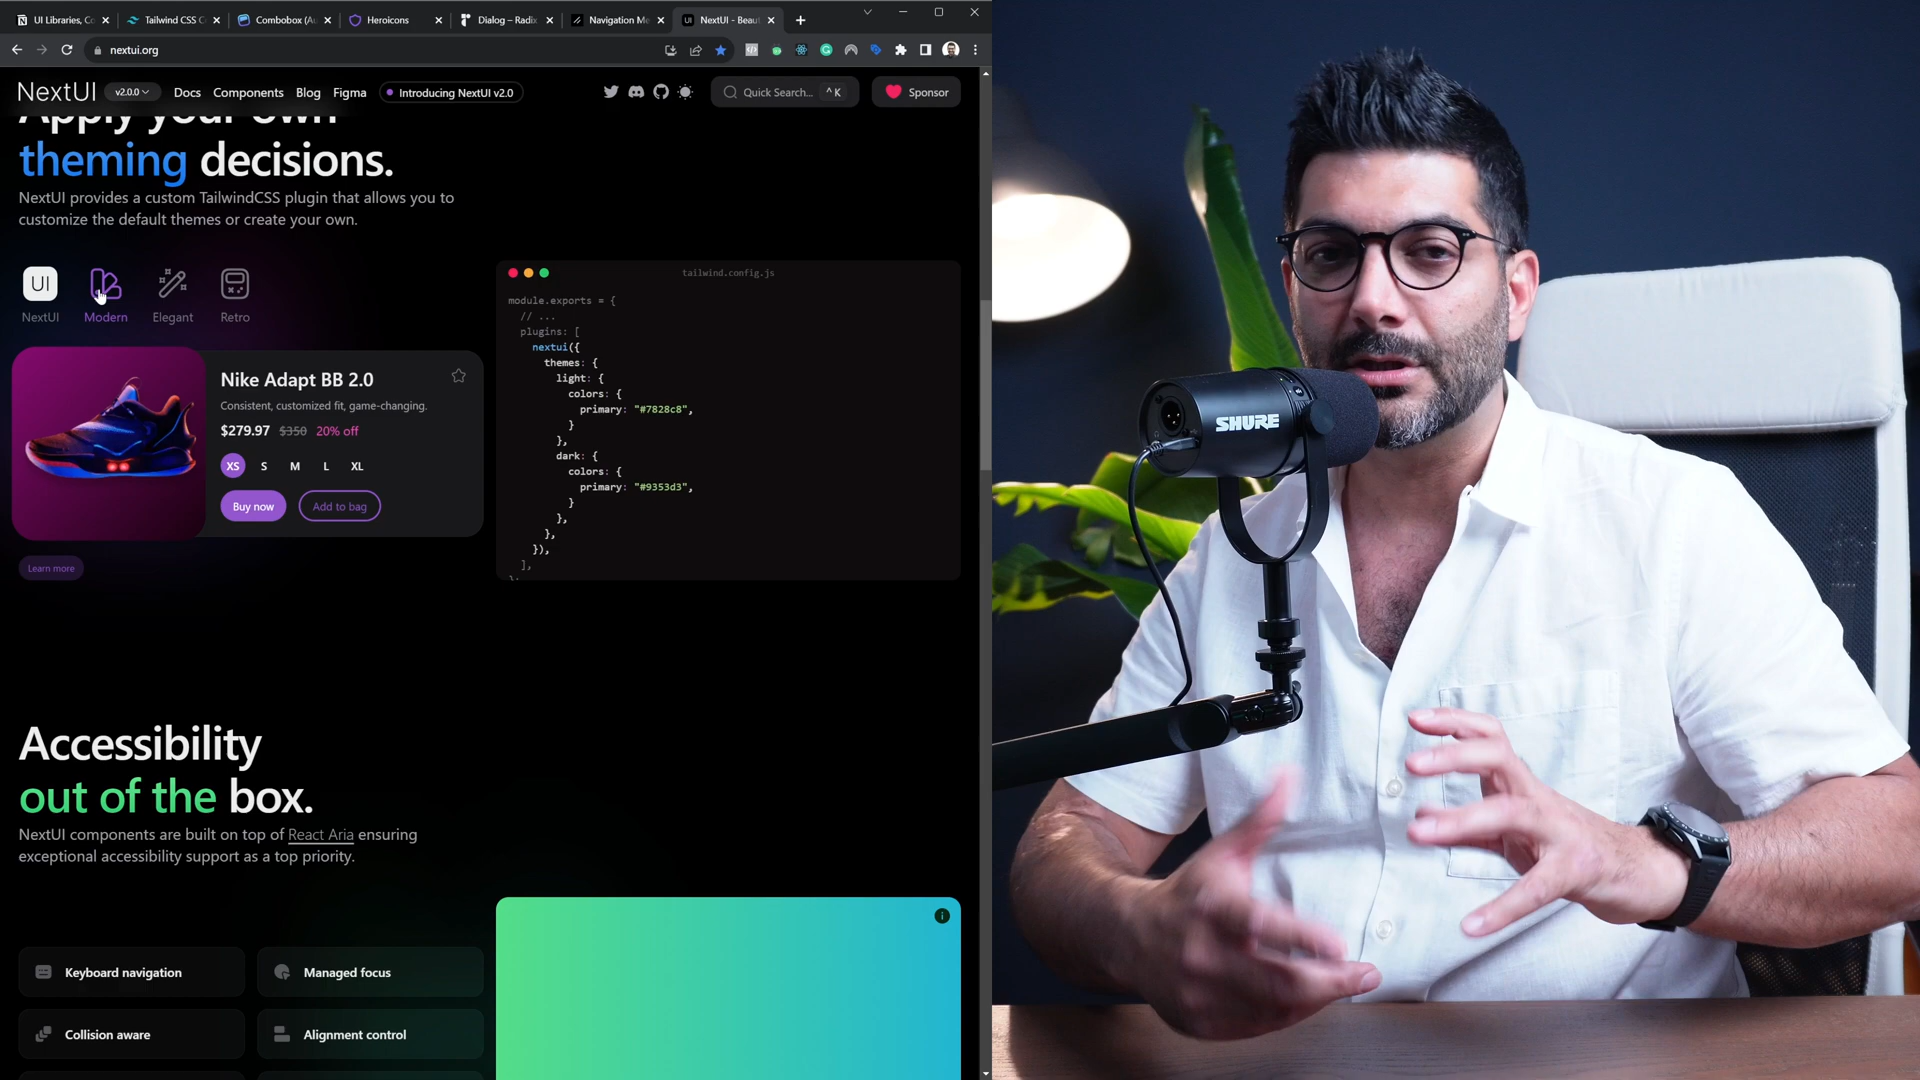 UI Libraries, Co
Tailwind CSS C
Combobox (Au
Heroicons
Dialog – Radix
Navigation Me
NextUI - Beau
nextui.org
NextUI
v2.0.0
Docs
Components
Blog
Figma
Introducing NextUI v2.0
Quick Search...
^ K
Sponsor
Apply your own
theming decisions.
NextUI provides a custom TailwindCSS plugin that allows you to
customize the default themes or create your own.
UI
NextUI
Modern
Elegant
Retro
Nike Adapt BB 2.0
Consistent, customized fit, game-changing.
$279.97 $350 20% off
XS S M L XL
Buy now
Add to bag
Learn more
tailwind.config.js
module.exports = {
// ...
plugins: [
nextui({
themes: {
light: {
colors: {
primary: "#7828c8",
}
},
dark: {
colors: {
primary: "#9353d3",
}
},
},
}),
],
};
Accessibility
out of the box.
NextUI components are built on top of React Aria ensuring
exceptional accessibility support as a top priority.
Keyboard navigation
Managed focus
Collision aware
Alignment control
SHURE